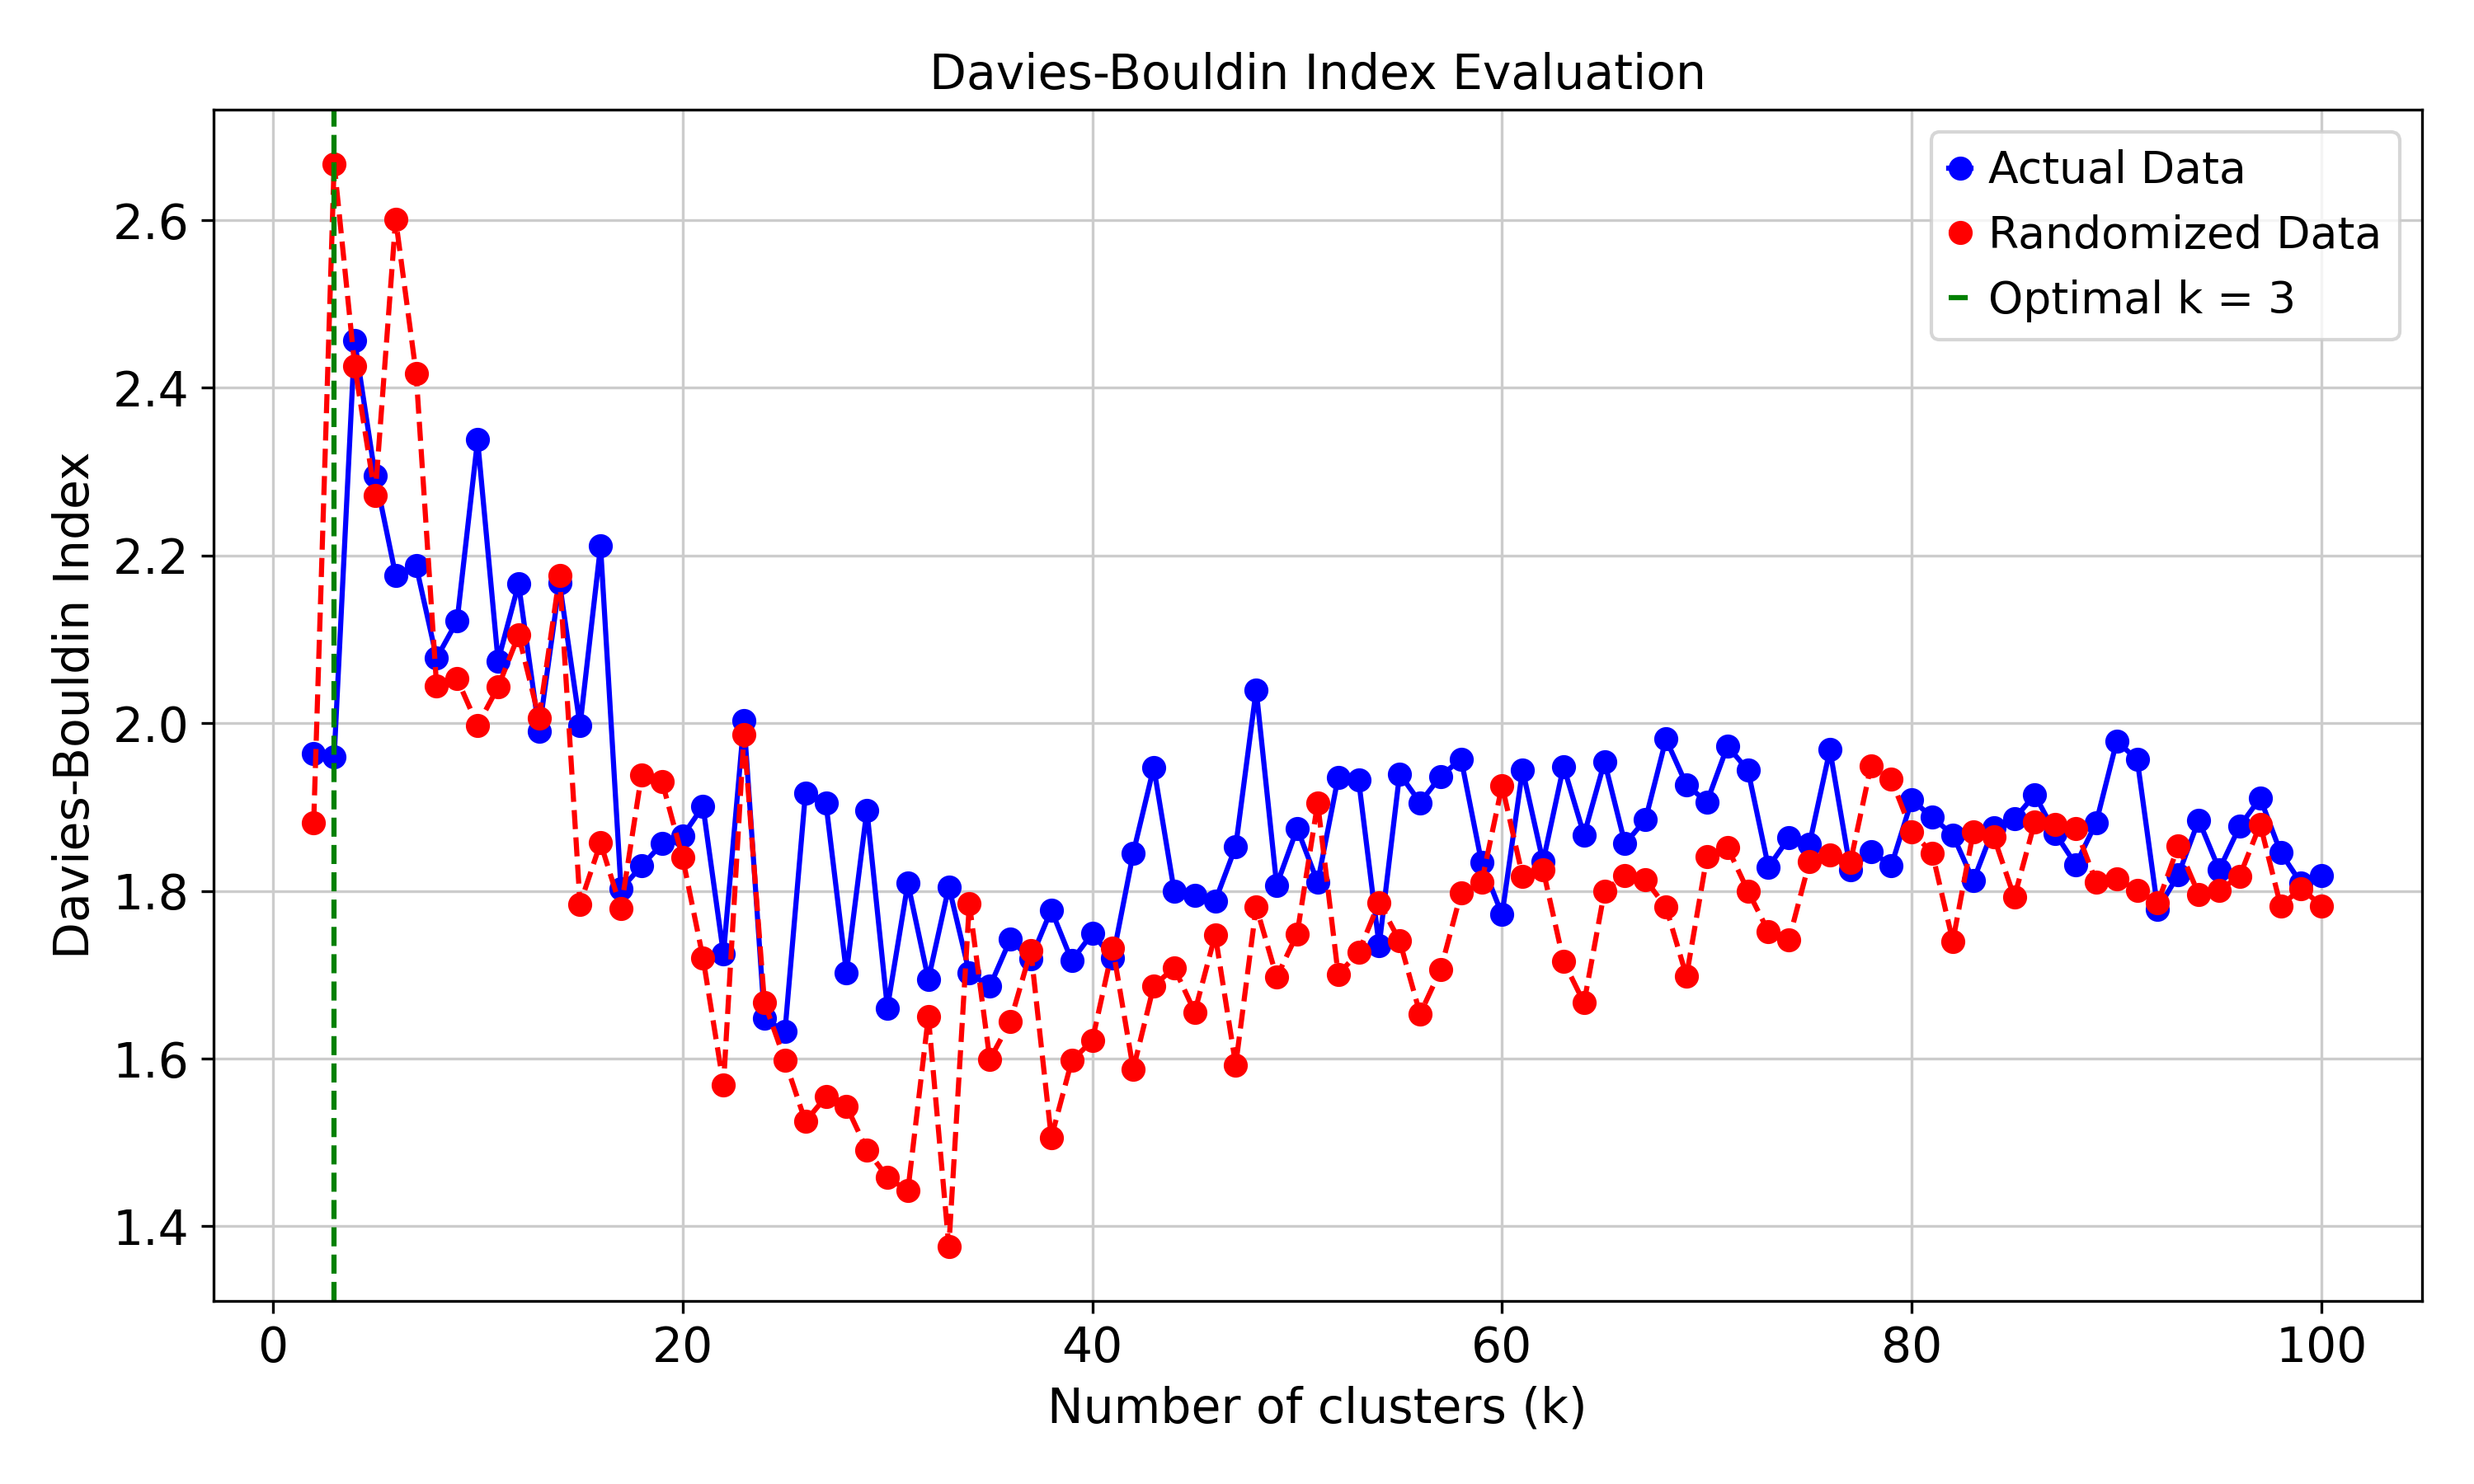 Davies-Bouldin Index Evaluation
Actual Data
Randomized Data
Optimal k = 3
Davies-Bouldin Index
2.6
2.4
2.2
2.0
1.8
1.6
1.4
0 20 40 60 80 100
Number of clusters (k)